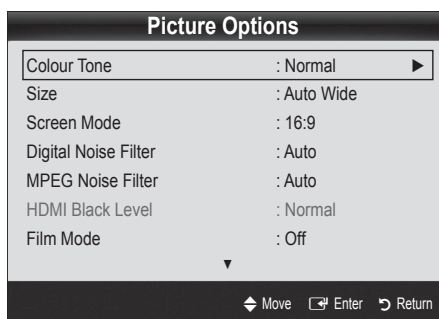 Picture Options
Colour Tone : Normal ►
Size : Auto Wide
Screen Mode : 16:9
Digital Noise Filter : Auto
MPEG Noise Filter : Auto
HDMI Black Level : Normal
Film Mode : Off
▼
Move Enter Return